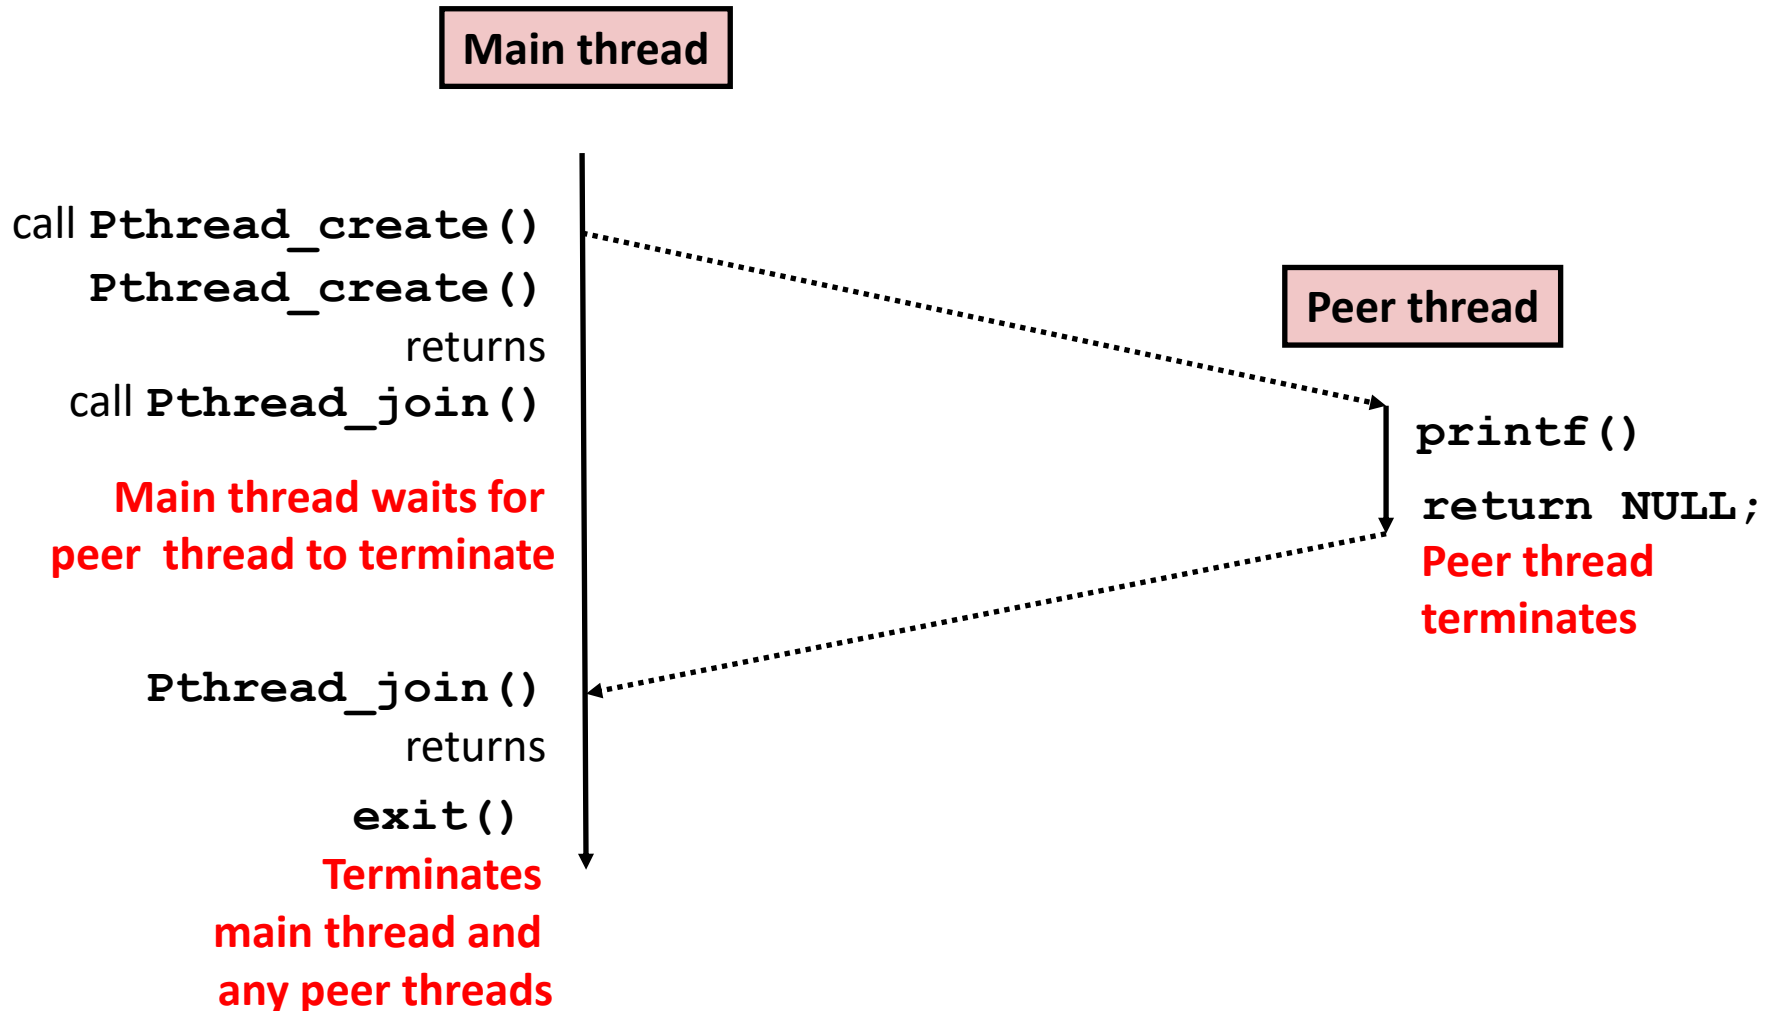 Main thread
call Pthread_create()
Pthread_create()
returns
call Pthread_join()
Main thread waits for
peer thread to terminate
Pthread_join()
returns
exit()
Terminates
main thread and
any peer threads
Peer thread
printf()
return NULL;
Peer thread
terminates